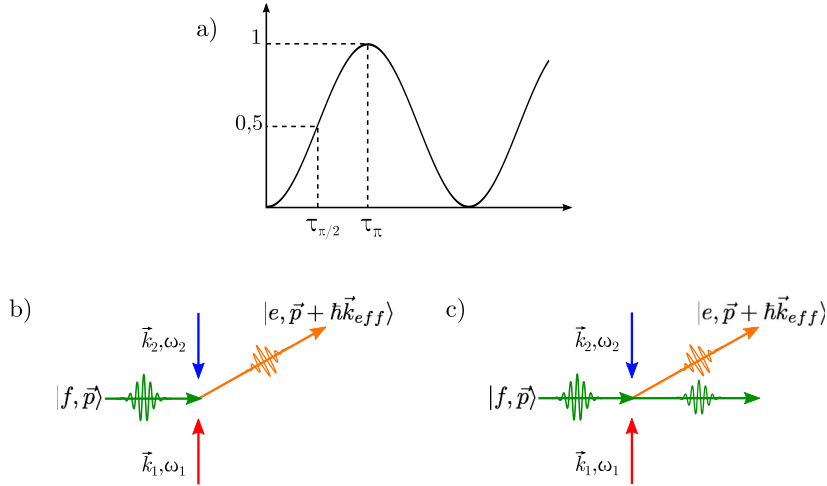 a)
1
0,5
τπ/2 τπ
b)
|e, p⃗ + ħk⃗eff⟩
k⃗2,ω2
|f, p⃗⟩
k⃗1,ω1
c)
|e, p⃗ + ħk⃗eff⟩
k⃗2,ω2
|f, p⃗⟩
k⃗1,ω1